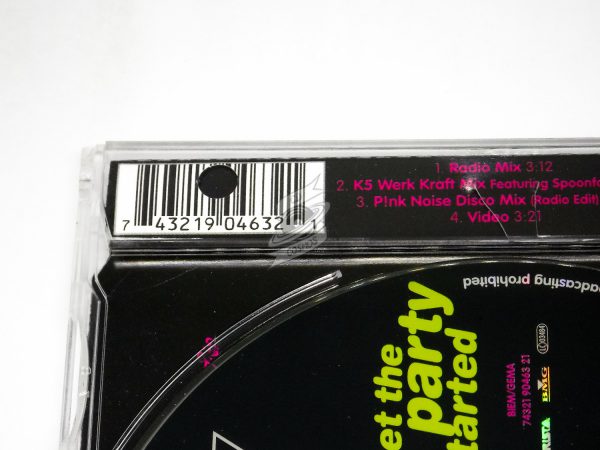 1. Radio Mix 3:12
2. K5 Werk Kraft Mix Featuring Spoonfa
3. P!nk Noise Disco Mix (Radio Edit)
4. Video 3:21
7 43219 04632 1
adcasting prohibited
et the
party
tarted
BIEM/GEMA
74321 90463 21
BMG